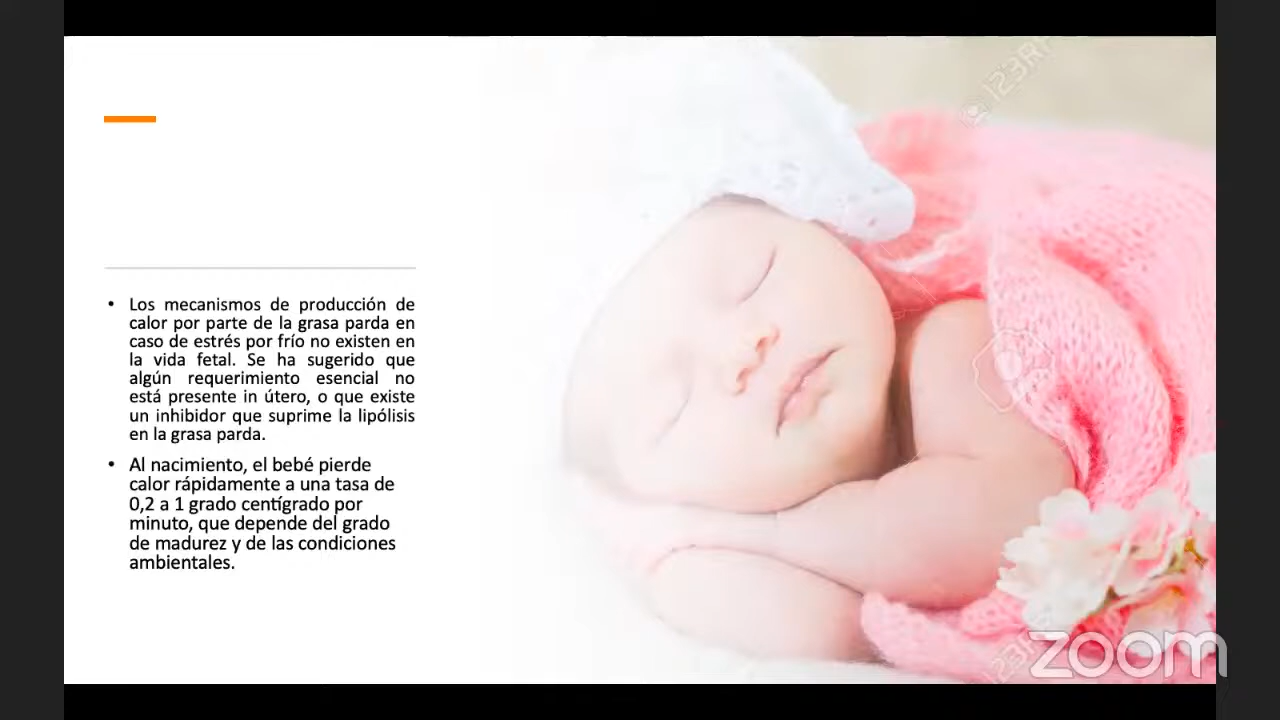 • Los mecanismos de producción de
calor por parte de la grasa parda en
caso de estrés por frío no existen en
la vida fetal. Se ha sugerido que
algún requerimiento esencial no
está presente in útero, o que existe
un inhibidor que suprime la lipólisis
en la grasa parda.
• Al nacimiento, el bebé pierde
calor rápidamente a una tasa de
0,2 a 1 grado centígrado por
minuto, que depende del grado
de madurez y de las condiciones
ambientales.
zoom